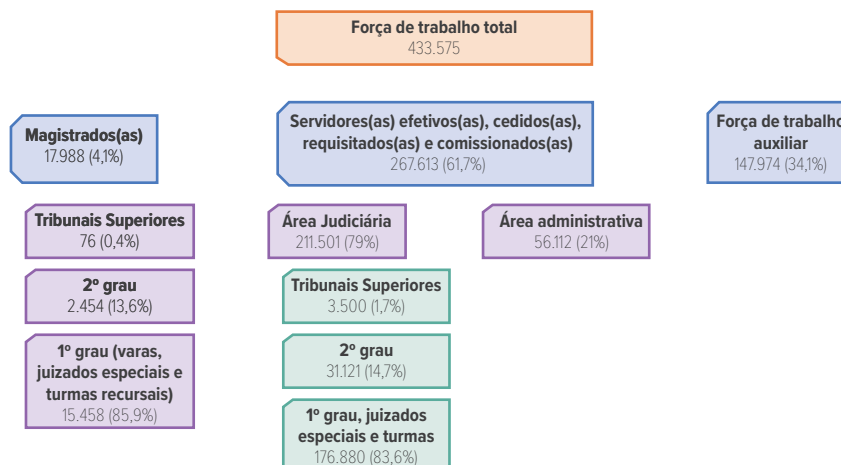 Força de trabalho total
433.575
Magistrados(as)
17.988 (4,1%)
Servidores(as) efetivos(as), cedidos(as),
requisitados(as) e comissionados(as)
267.613 (61,7%)
Força de trabalho
auxiliar
147.974 (34,1%)
Tribunais Superiores
76 (0,4%)
2º grau
2.454 (13,6%)
1º grau (varas,
juizados especiais e
turmas recursais)
15.458 (85,9%)
Área Judiciária
211.501 (79%)
Área administrativa
56.112 (21%)
Tribunais Superiores
3.500 (1,7%)
2º grau
31.121 (14,7%)
1º grau, juizados
especiais e turmas
176.880 (83,6%)